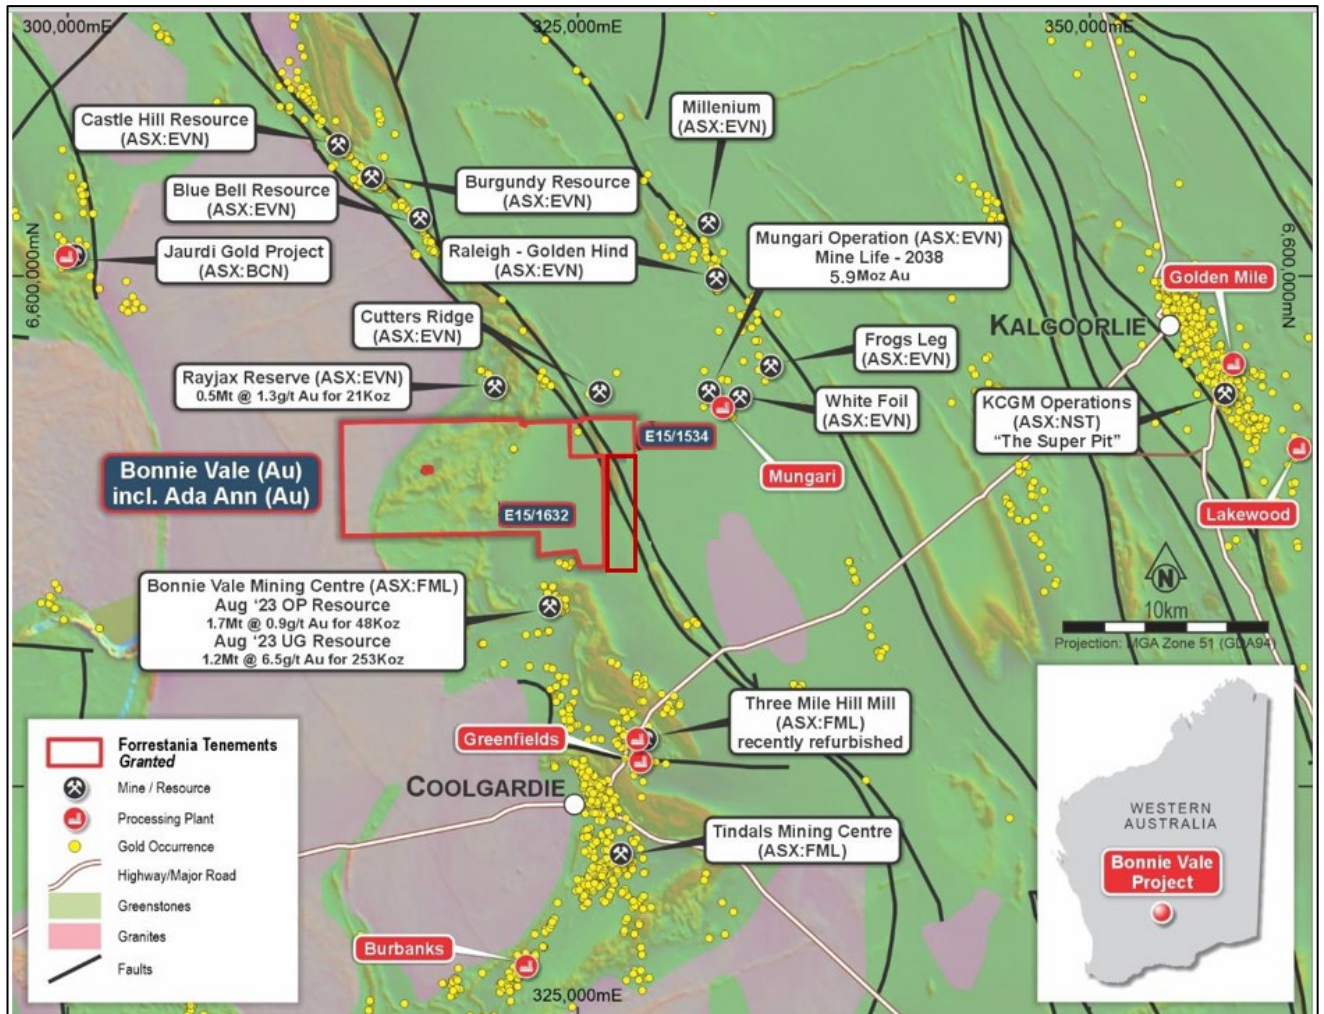 300,000mE
325,000mE
350,000mE
Castle Hill Resource
(ASX:EVN)
Millenium
(ASX:EVN)
Blue Bell Resource
(ASX:EVN)
Burgundy Resource
(ASX:EVN)
Jaurdi Gold Project
(ASX:BCN)
Raleigh - Golden Hind
(ASX:EVN)
Mungari Operation (ASX:EVN)
Mine Life - 2038
5.9Moz Au
6,600,000mN
6,600,000mN
Golden Mile
KALGOORLIE
Cutters Ridge
(ASX:EVN)
Frogs Leg
(ASX:EVN)
Rayjax Reserve (ASX:EVN)
0.5Mt @ 1.3g/t Au for 21Koz
White Foil
(ASX:EVN)
KCGM Operations
(ASX:NST)
“The Super Pit”
E15/1534
Bonnie Vale (Au)
incl. Ada Ann (Au)
Mungari
E15/1632
Lakewood
Bonnie Vale Mining Centre (ASX:FML)
Aug ‘23 OP Resource
1.7Mt @ 0.9g/t Au for 48Koz
Aug ‘23 UG Resource
1.2Mt @ 6.5g/t Au for 253Koz
N
10km
Projection: MGA Zone 51 (GDA94)
Three Mile Hill Mill
(ASX:FML)
recently refurbished
Greenfields
COOLGARDIE
Tindals Mining Centre
(ASX:FML)
Burbanks
325,000mE
Forrestania Tenements
Granted
Mine / Resource
Processing Plant
Gold Occurrence
Highway/Major Road
Greenstones
Granites
Faults
WESTERN
AUSTRALIA
Bonnie Vale
Project